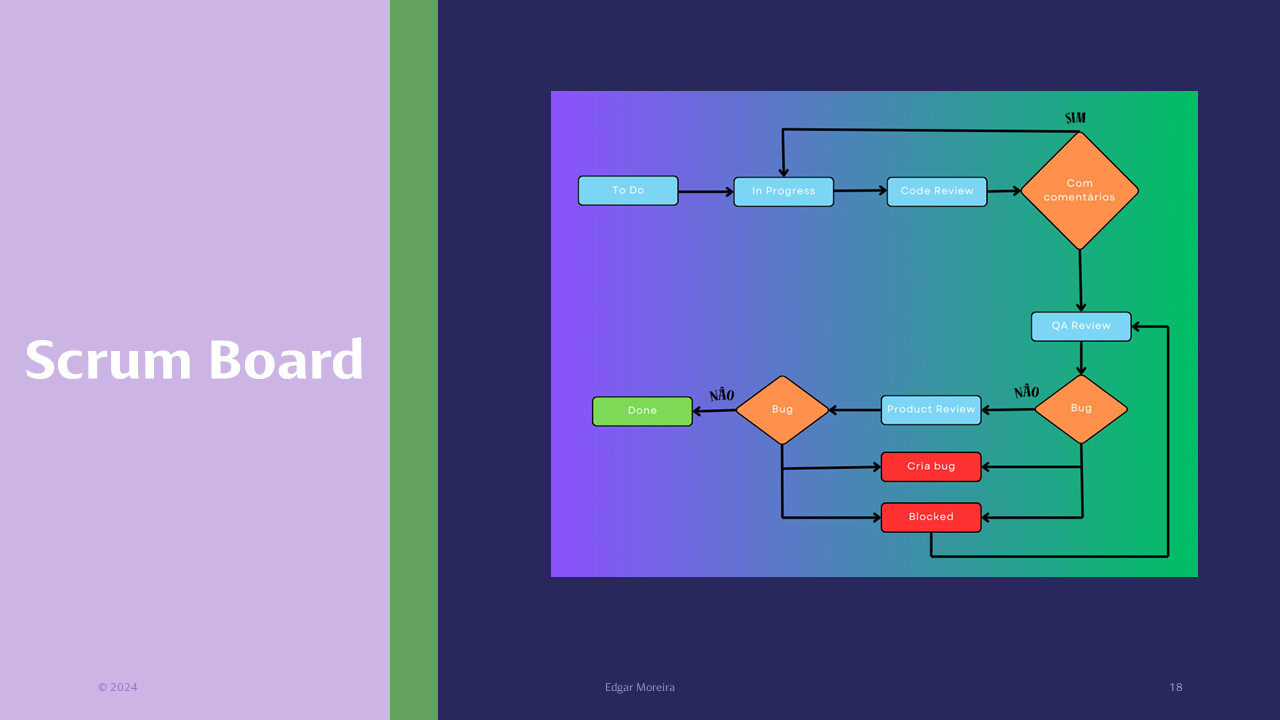 Scrum Board
SIM
To Do
In Progress
Code Review
Com
comentários
QA Review
NÃO
Bug
Product Review
NÃO
Bug
Done
Cria bug
Blocked
© 2024
Edgar Moreira
18